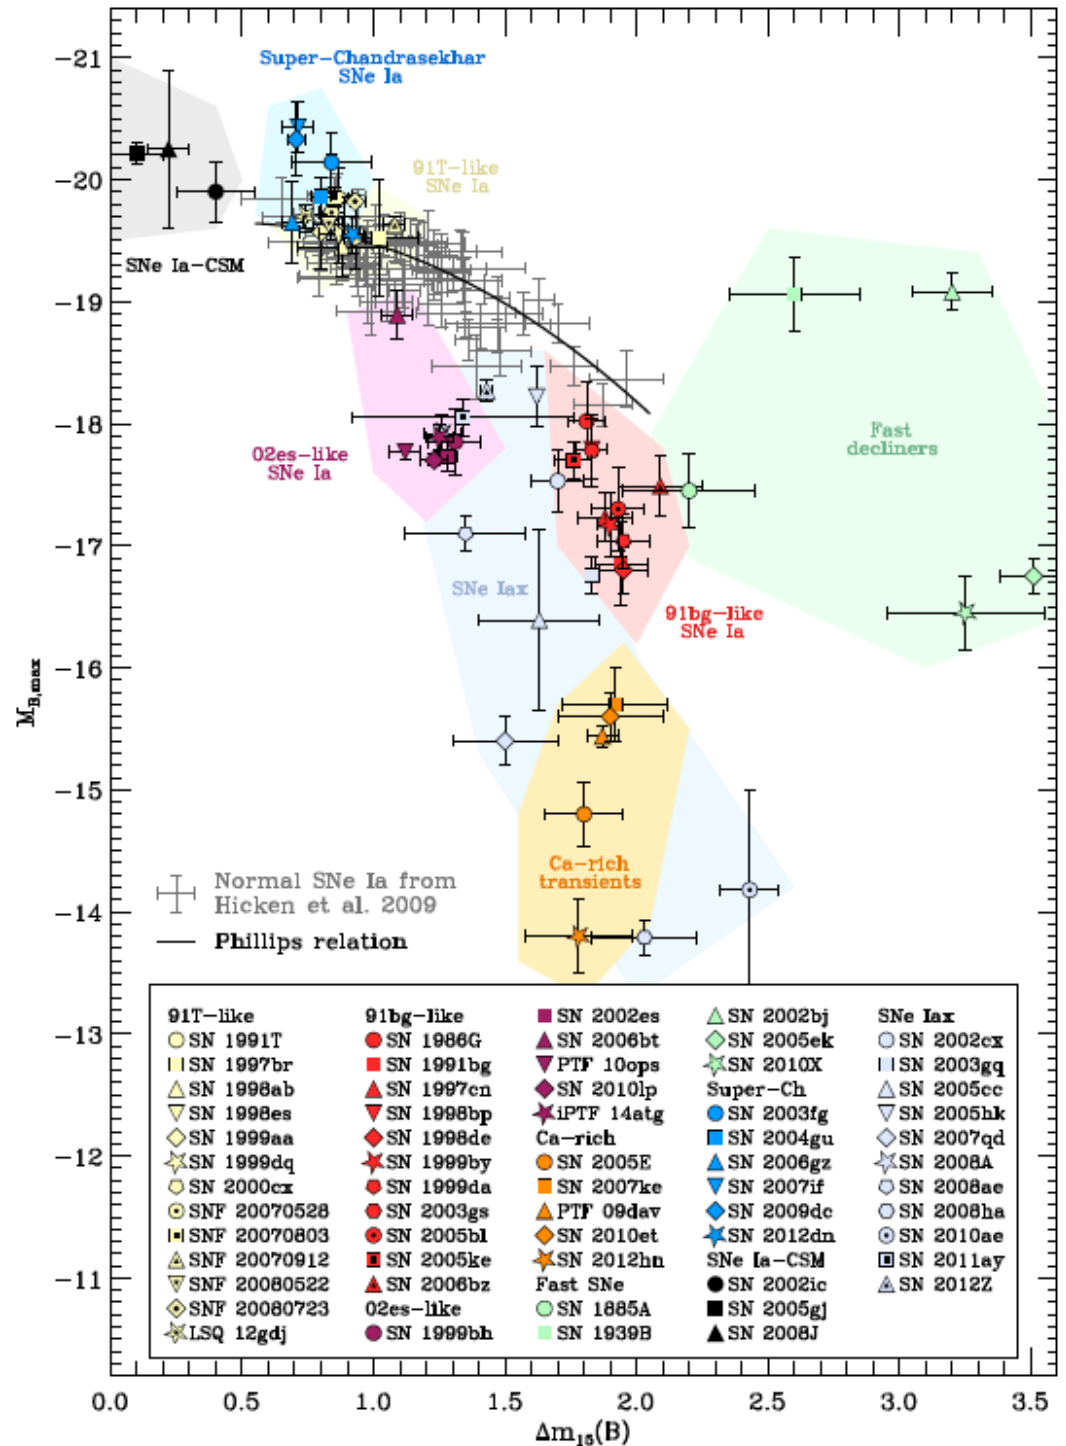 -21
-20
-19
-18
-17
-16
-15
-14
-13
-12
-11
M_B,max
Super-Chandrasekhar
SNe Ia
91T-like
SNe Ia
SNe Ia-CSM
02es-like
SNe Ia
Fast
decliners
SNe Iax
91bg-like
SNe Ia
Ca-rich
transients
Normal SNe Ia from
Hicken et al. 2009
Phillips relation
91T-like
SN 1991T
SN 1997br
SN 1998ab
SN 1998es
SN 1999aa
SN 1999dq
SN 2000cx
SNF 20070528
SNF 20070803
SNF 20070912
SNF 20080522
SNF 20080723
LSQ 12gdj
91bg-like
SN 1986G
SN 1991bg
SN 1997cn
SN 1998bp
SN 1998de
SN 1999by
SN 1999da
SN 2003gs
SN 2005bl
SN 2005ke
SN 2006bz
02es-like
SN 1999bh
SN 2002es
SN 2006bt
PTF 10ops
SN 2010lp
iPTF 14atg
Ca-rich
SN 2005E
SN 2007ke
PTF 09dav
SN 2010et
SN 2012hn
Fast SNe
SN 1885A
SN 1939B
SN 2002bj
SN 2005ek
SN 2010X
Super-Ch
SN 2003fg
SN 2004gu
SN 2006gz
SN 2007if
SN 2009dc
SN 2012dn
SNe Ia-CSM
SN 2002ic
SN 2005gj
SN 2008J
SNe Iax
SN 2002cx
SN 2003gq
SN 2005cc
SN 2005hk
SN 2007qd
SN 2008A
SN 2008ae
SN 2008ha
SN 2010ae
SN 2011ay
SN 2012Z
0.0 0.5 1.0 1.5 2.0 2.5 3.0 3.5
Δm₁₅(B)